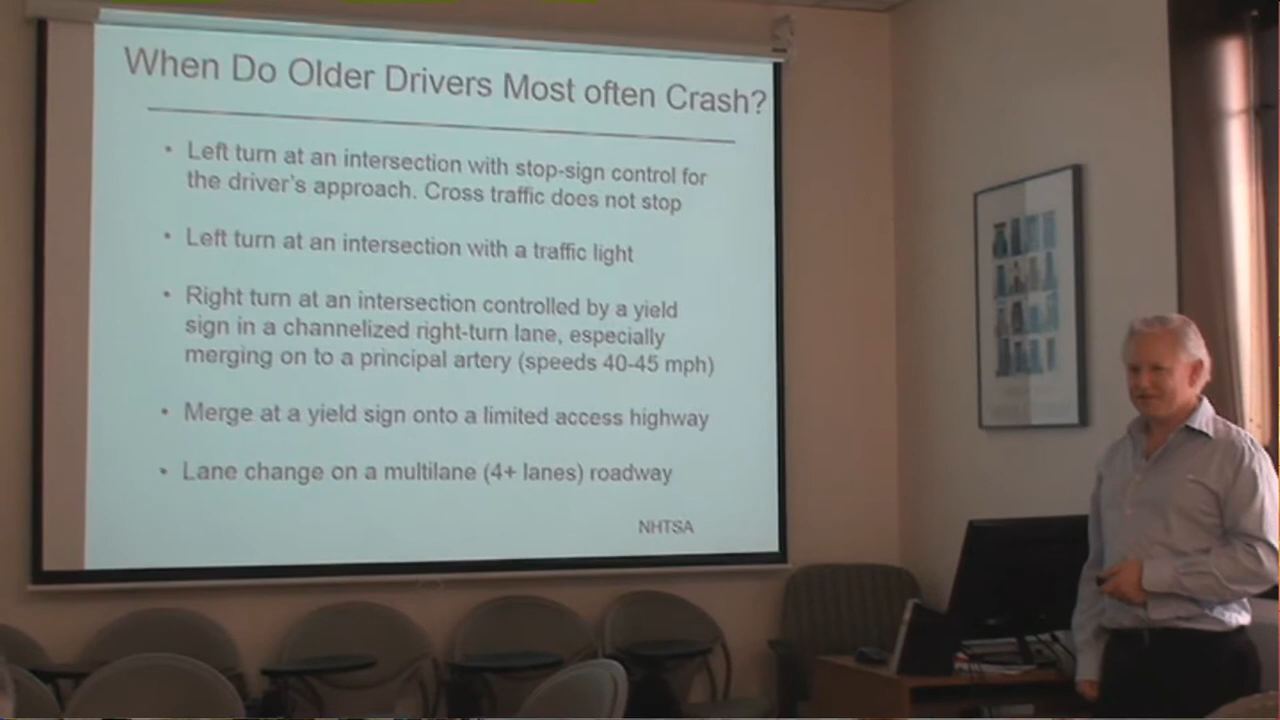 When Do Older Drivers Most often Crash?
• Left turn at an intersection with stop-sign control for
the driver's approach. Cross traffic does not stop
• Left turn at an intersection with a traffic light
• Right turn at an intersection controlled by a yield
sign in a channelized right-turn lane, especially
merging on to a principal artery (speeds 40-45 mph)
• Merge at a yield sign onto a limited access highway
• Lane change on a multilane (4+ lanes) roadway
NHTSA